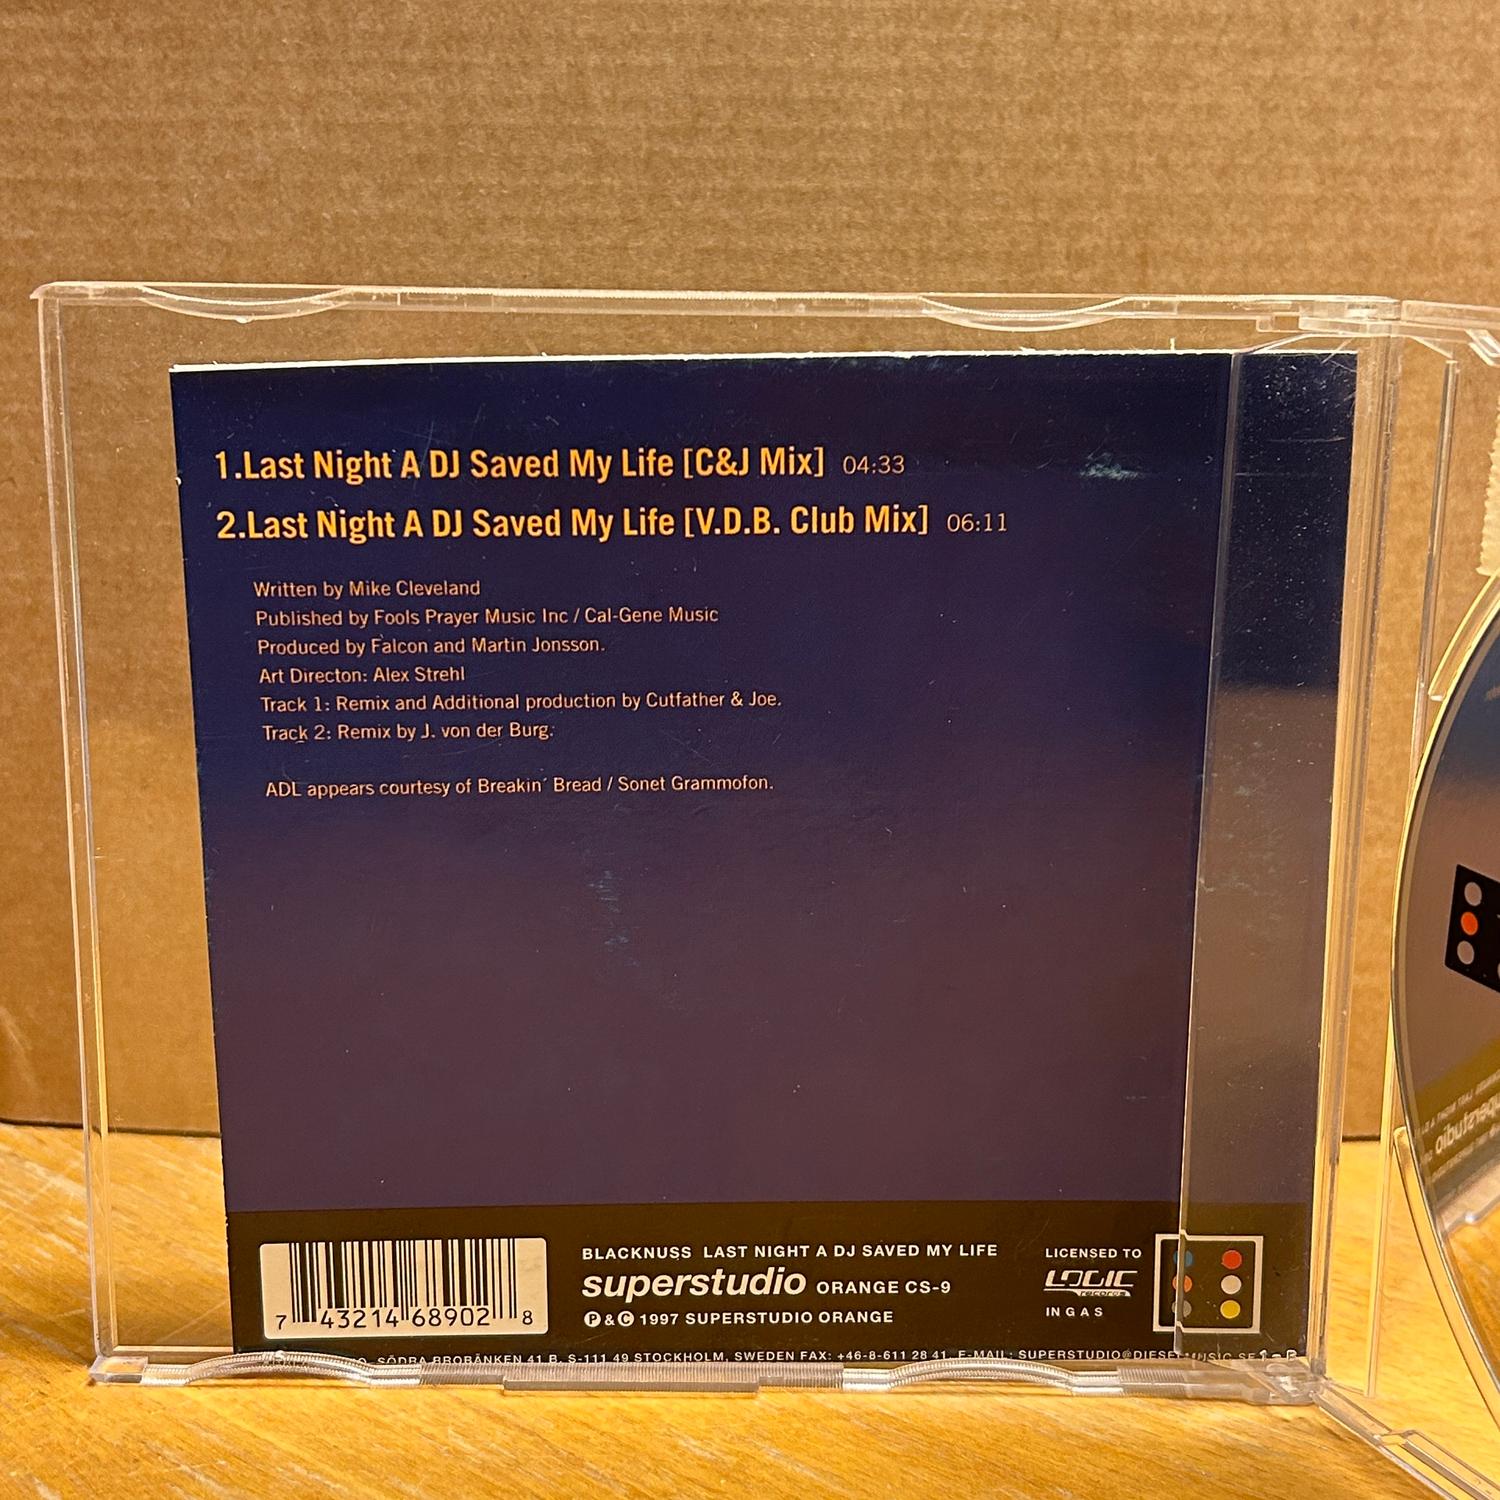 1.Last Night A DJ Saved My Life [C&J Mix] 04:33
2.Last Night A DJ Saved My Life [V.D.B. Club Mix] 06:11
Written by Mike Cleveland
Published by Fools Prayer Music Inc / Cal-Gene Music
Produced by Falcon and Martin Jonsson.
Art Directon: Alex Strehl
Track 1: Remix and Additional production by Cutfather & Joe.
Track 2: Remix by J. von der Burg.
ADL appears courtesy of Breakin´ Bread / Sonet Grammofon.
7 43214 68902 8
BLACKNUSS LAST NIGHT A DJ SAVED MY LIFE
superstudio ORANGE CS-9
Ⓟ & Ⓒ 1997 SUPERSTUDIO ORANGE
LICENSED TO
LOGIC
records
IN G A S
SÖDRA BROBÄNKEN 41 B, S-111 49 STOCKHOLM, SWEDEN FAX: +46-8-611 28 41, E-MAIL: SUPERSTUDIO@DIESELMUSIC.SE
superstudio